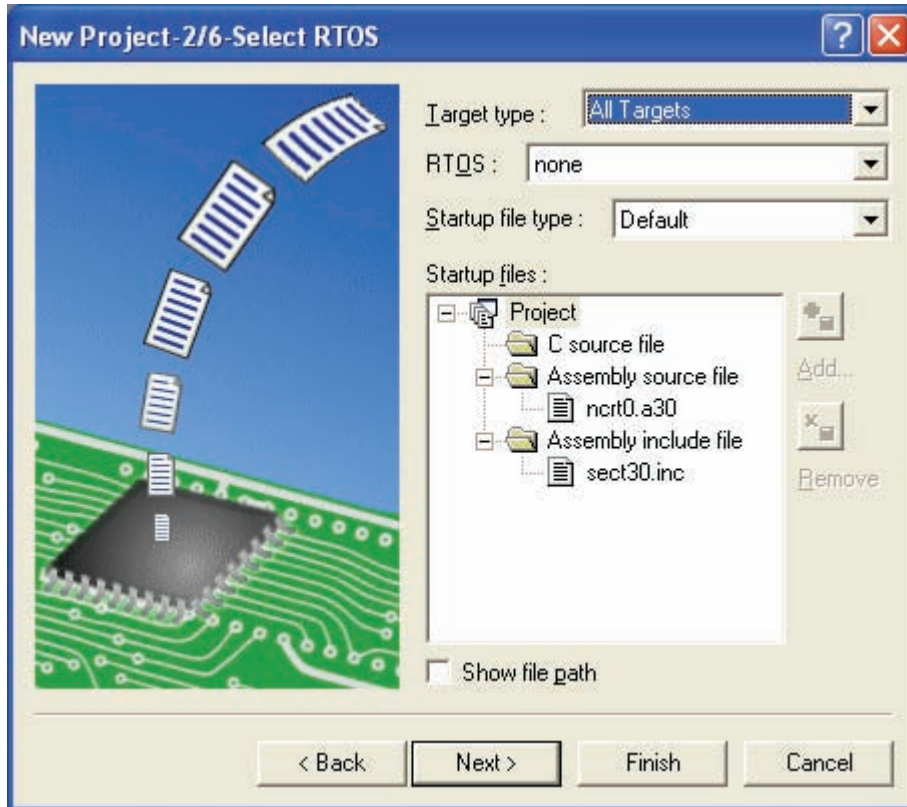 New Project-2/6-Select RTOS
Target type :
All Targets
RTOS :
none
Startup file type :
Default
Startup files :
Project
C source file
Assembly source file
ncrt0.a30
Assembly include file
sect30.inc
Add...
Remove
Show file path
< Back
Next >
Finish
Cancel